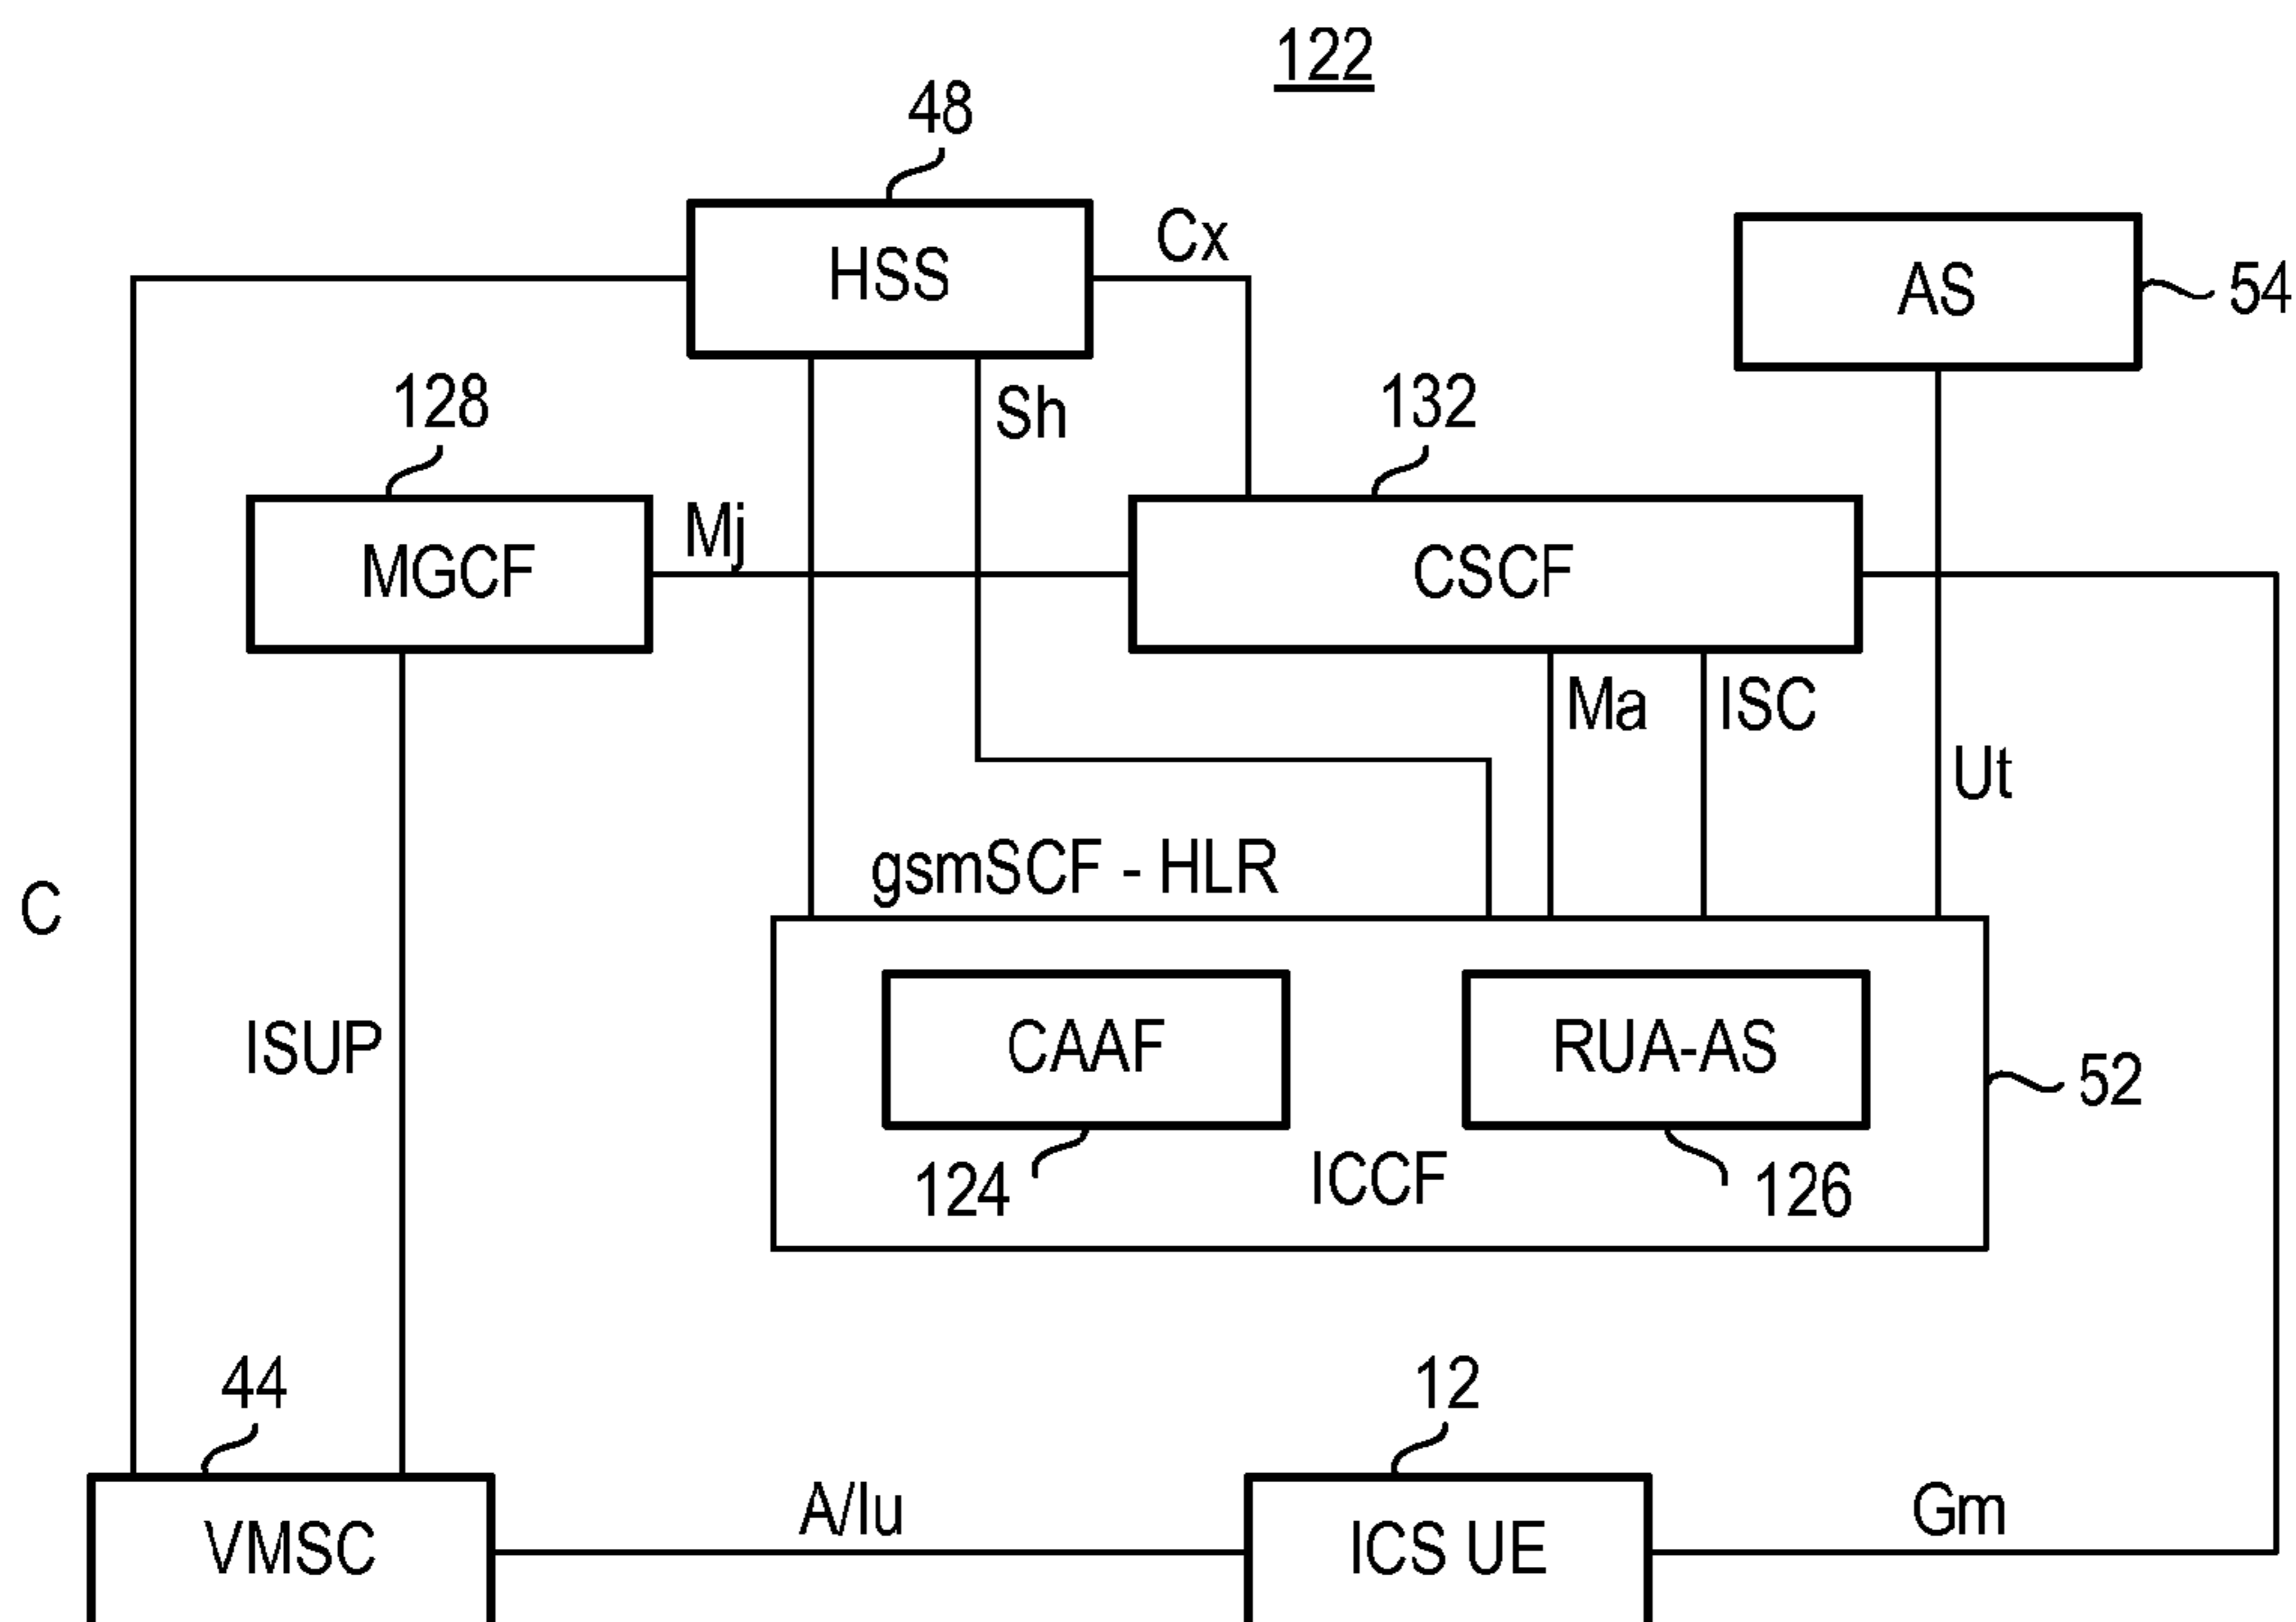 122
48
HSS
Cx
AS
54
128
Sh
132
MGCF
Mj
CSCF
Ma
ISC
Ut
gsmSCF - HLR
C
ISUP
CAAF
RUA-AS
52
124
ICCF
126
44
12
VMSC
A/Iu
ICS UE
Gm